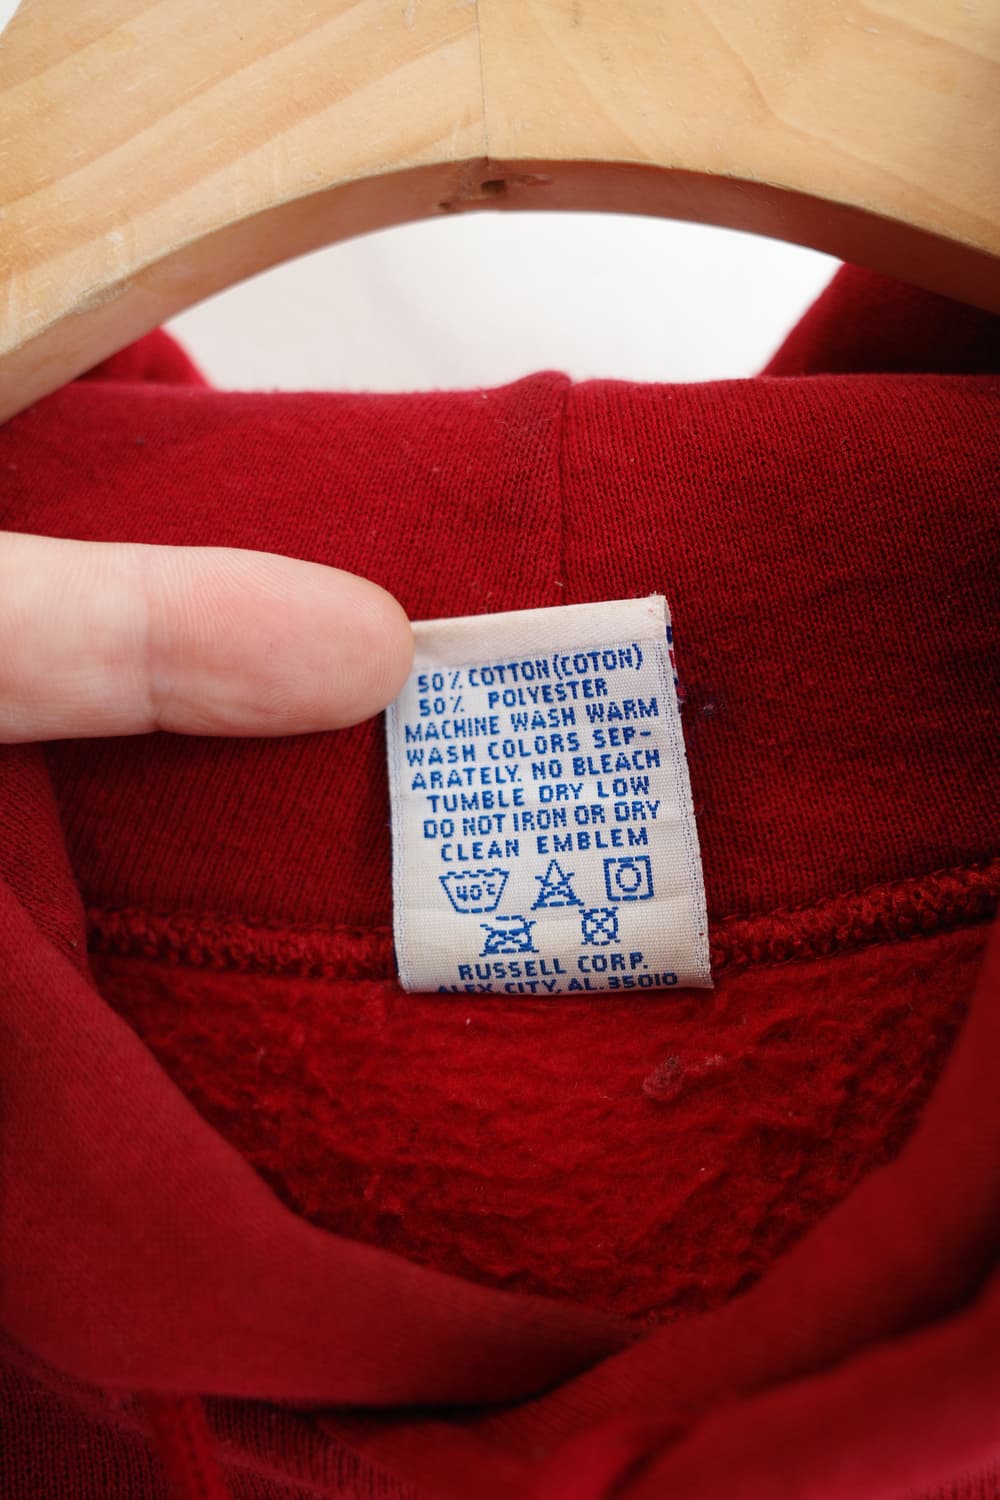 50% COTTON (COTON)
50% POLYESTER
MACHINE WASH WARM
WASH COLORS SEP-
ARATELY. NO BLEACH
TUMBLE DRY LOW
DO NOT IRON OR DRY
CLEAN EMBLEM
40°C
RUSSELL CORP.
ALEX CITY, AL. 35010